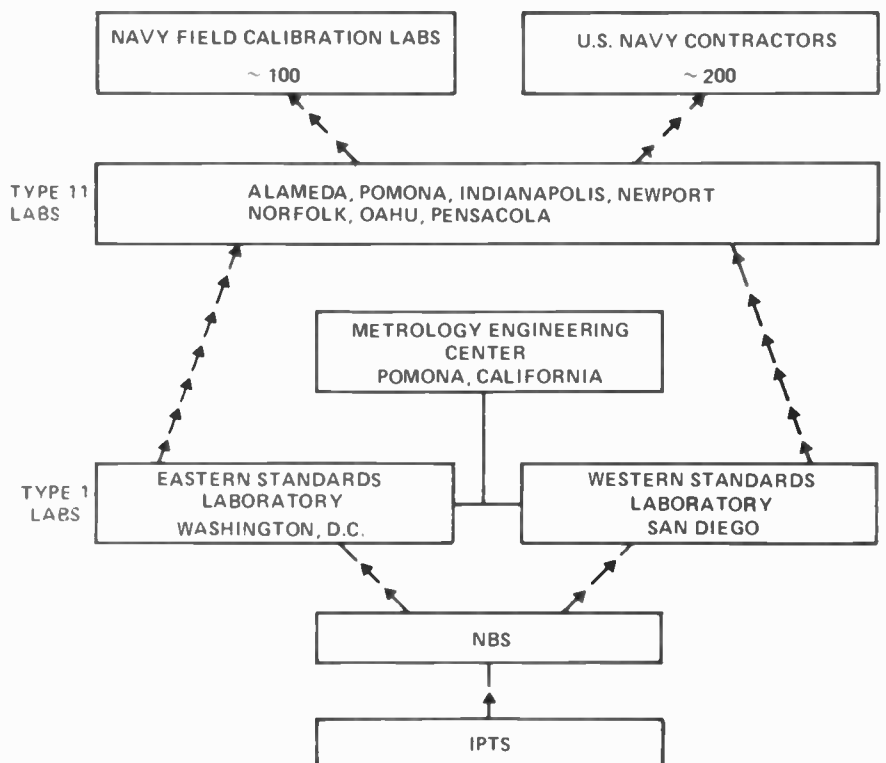 NAVY FIELD CALIBRATION LABS
~ 100
U.S. NAVY CONTRACTORS
~ 200
TYPE 11
LABS
ALAMEDA, POMONA, INDIANAPOLIS, NEWPORT
NORFOLK, OAHU, PENSACOLA
METROLOGY ENGINEERING
CENTER
POMONA, CALIFORNIA
TYPE 1
LABS
EASTERN STANDARDS
LABORATORY
WASHINGTON, D.C.
WESTERN STANDARDS
LABORATORY
SAN DIEGO
NBS
IPTS